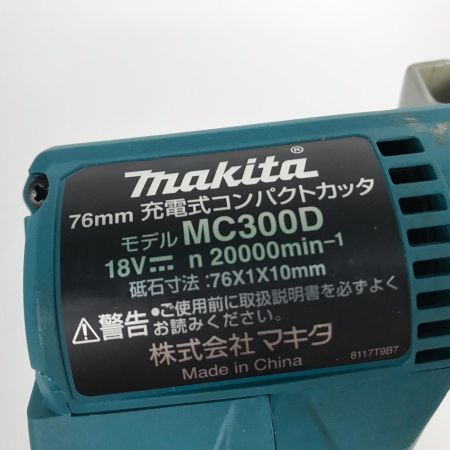 makita®
76mm 充電式コンパクトカッタ
モデル MC300D
18V⎓ n 20000min-1
砥石寸法:76X1X10mm
⚠警告 •ご使用前に取扱説明書を必ずよく
お読みください。
株式会社 マキタ
Made in China 8117T9B7